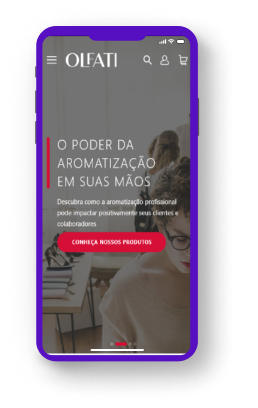 OLFATI
O PODER DA
AROMATIZAÇÃO
EM SUAS MÃOS
Descubra como a aromatização profissional
pode impactar positivamente seus clientes e
colaboradores
CONHEÇA NOSSOS PRODUTOS